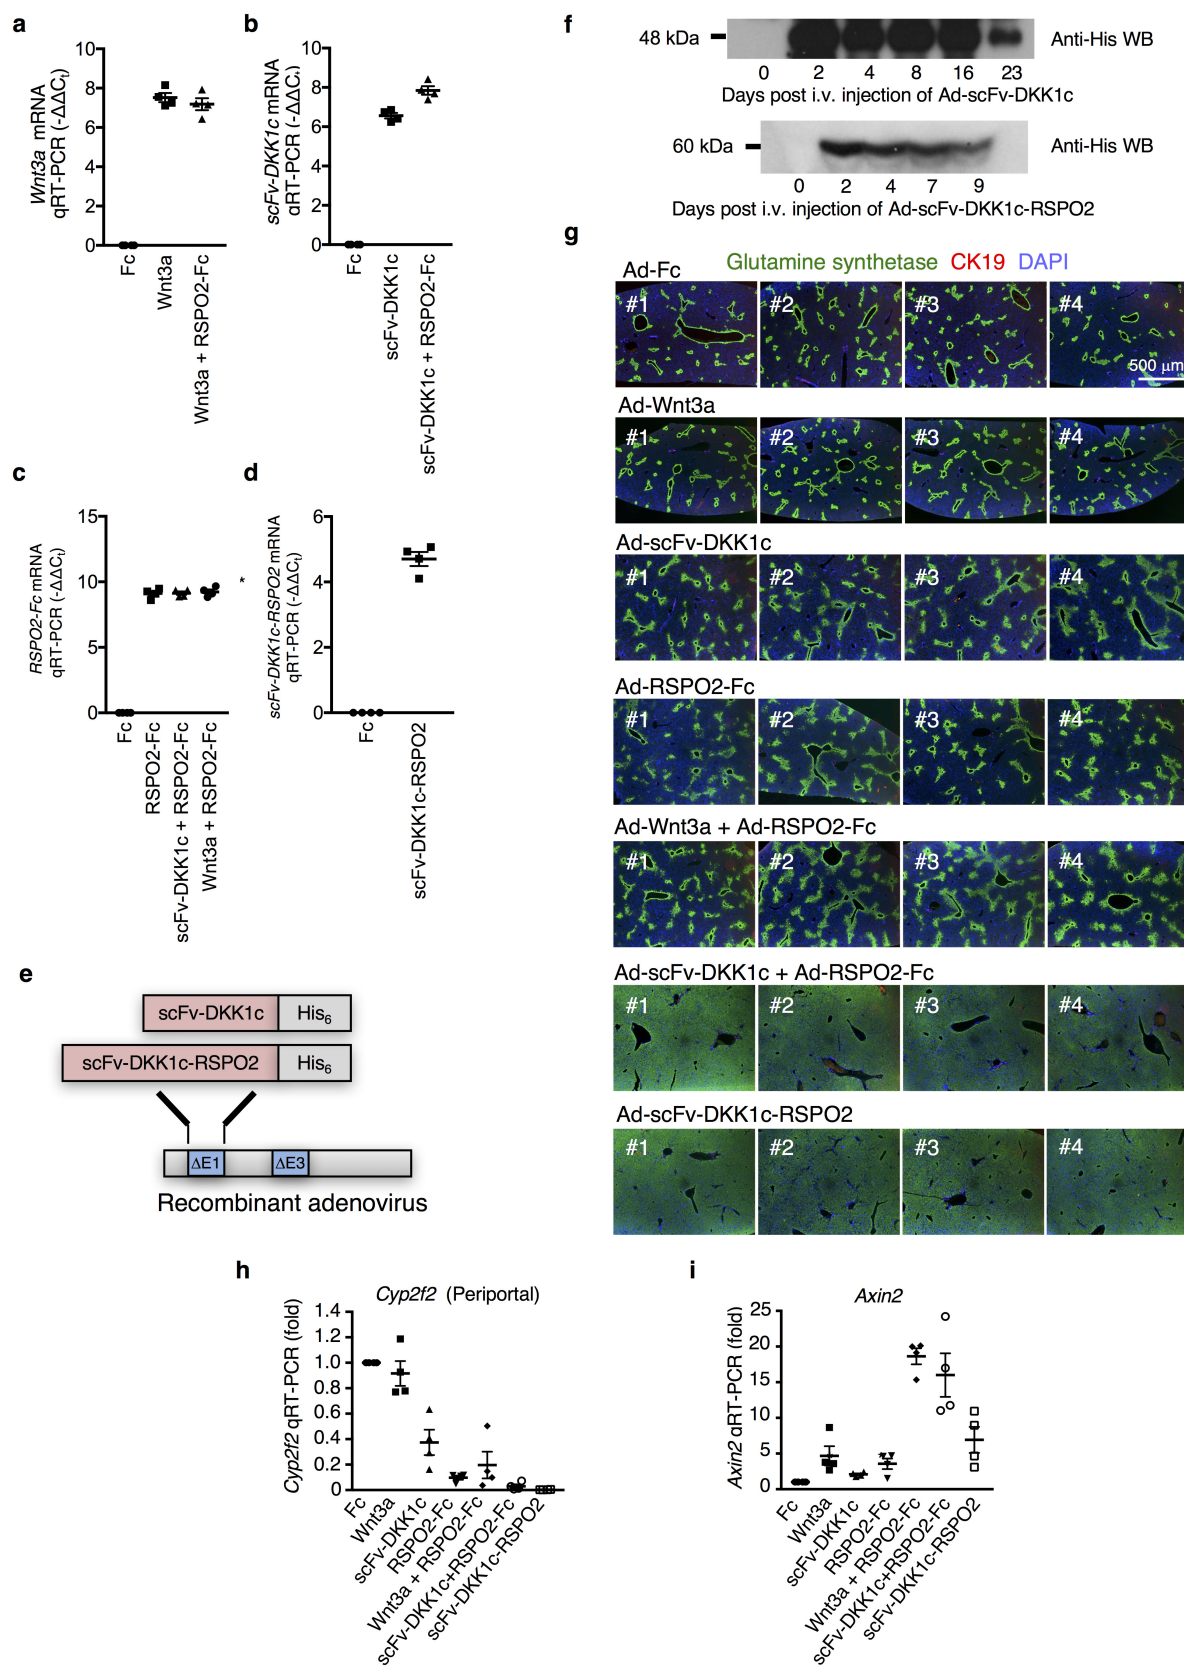 a
Wnt3a mRNA
qRT-PCR (-ΔΔCt)
10
8
6
4
2
0
Fc
Wnt3a
Wnt3a + RSPO2-Fc
b
scFv-DKK1c mRNA
qRT-PCR (-ΔΔCt)
10
8
6
4
2
0
Fc
scFv-DKK1c
scFv-DKK1c + RSPO2-Fc
c
RSPO2-Fc mRNA
qRT-PCR (-ΔΔCt)
15
10
5
0
*
Fc
RSPO2-Fc
scFv-DKK1c + RSPO2-Fc
Wnt3a + RSPO2-Fc
d
scFv-DKK1c-RSPO2 mRNA
qRT-PCR (-ΔΔCt)
6
4
2
0
Fc
scFv-DKK1c-RSPO2
e
scFv-DKK1c His6
scFv-DKK1c-RSPO2 His6
ΔE1 ΔE3
Recombinant adenovirus
f
48 kDa Anti-His WB
0 2 4 8 16 23
Days post i.v. injection of Ad-scFv-DKK1c
60 kDa Anti-His WB
0 2 4 7 9
Days post i.v. injection of Ad-scFv-DKK1c-RSPO2
g
Glutamine synthetase CK19 DAPI
Ad-Fc
#1 #2 #3 #4
500 μm
Ad-Wnt3a
#1 #2 #3 #4
Ad-scFv-DKK1c
#1 #2 #3 #4
Ad-RSPO2-Fc
#1 #2 #3 #4
Ad-Wnt3a + Ad-RSPO2-Fc
#1 #2 #3 #4
Ad-scFv-DKK1c + Ad-RSPO2-Fc
#1 #2 #3 #4
Ad-scFv-DKK1c-RSPO2
#1 #2 #3 #4
h
Cyp2f2 (Periportal)
Cyp2f2 qRT-PCR (fold)
1.4
1.2
1.0
0.8
0.6
0.4
0.2
0
Fc
Wnt3a
scFv-DKK1c
RSPO2-Fc
Wnt3a + RSPO2-Fc
scFv-DKK1c+RSPO2-Fc
scFv-DKK1c-RSPO2
i
Axin2
Axin2 qRT-PCR (fold)
25
20
15
10
5
0
Fc
Wnt3a
scFv-DKK1c
RSPO2-Fc
Wnt3a + RSPO2-Fc
scFv-DKK1c+RSPO2-Fc
scFv-DKK1c-RSPO2